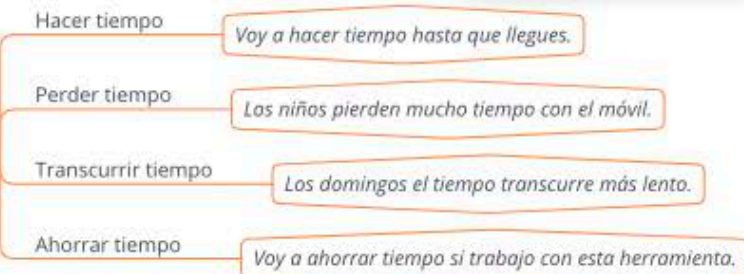 Hacer tiempo
Voy a hacer tiempo hasta que llegues.
Perder tiempo
Los niños pierden mucho tiempo con el móvil.
Transcurrir tiempo
Los domingos el tiempo transcurre más lento.
Ahorrar tiempo
Voy a ahorrar tiempo si trabajo con esta herramienta.